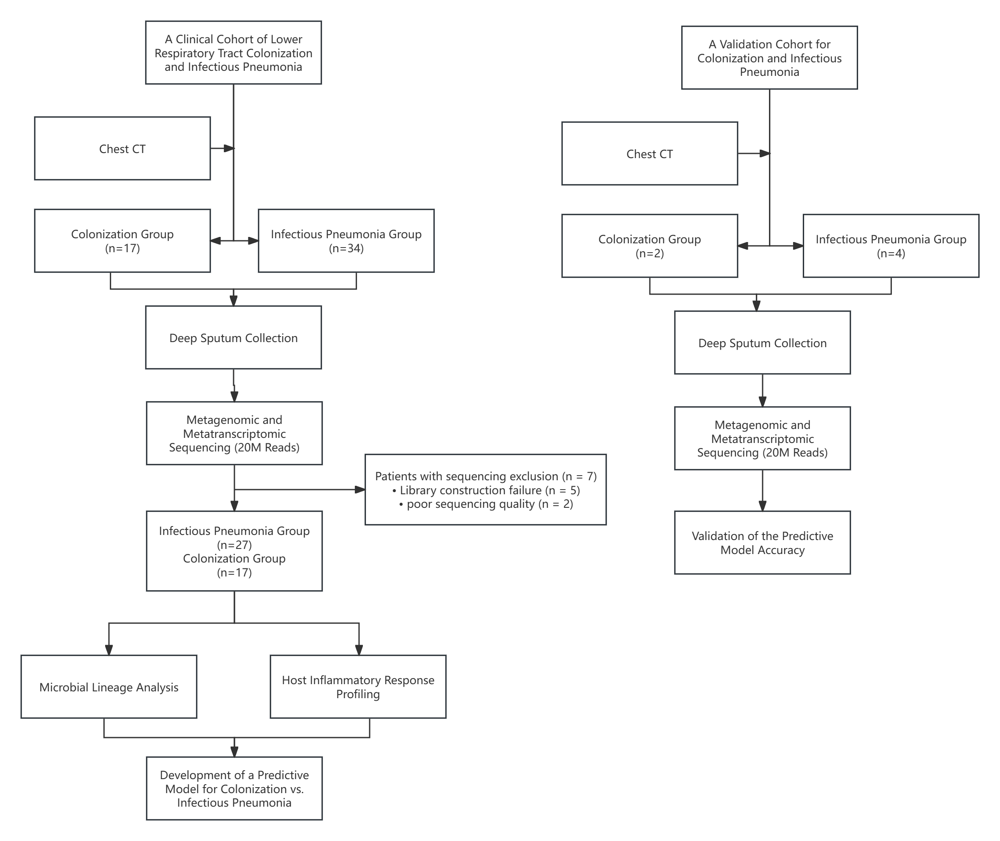 A Clinical Cohort of Lower
Respiratory Tract Colonization
and Infectious Pneumonia
Chest CT
Colonization Group
(n=17)
Infectious Pneumonia Group
(n=34)
Deep Sputum Collection
Metagenomic and
Metatranscriptomic
Sequencing (20M Reads)
Patients with sequencing exclusion (n = 7)
• Library construction failure (n = 5)
• poor sequencing quality (n = 2)
Infectious Pneumonia Group
(n=27)
Colonization Group
(n=17)
Microbial Lineage Analysis
Host Inflammatory Response
Profiling
Development of a Predictive
Model for Colonization vs.
Infectious Pneumonia
A Validation Cohort for
Colonization and Infectious
Pneumonia
Chest CT
Colonization Group
(n=2)
Infectious Pneumonia Group
(n=4)
Deep Sputum Collection
Metagenomic and
Metatranscriptomic
Sequencing (20M Reads)
Validation of the Predictive
Model Accuracy